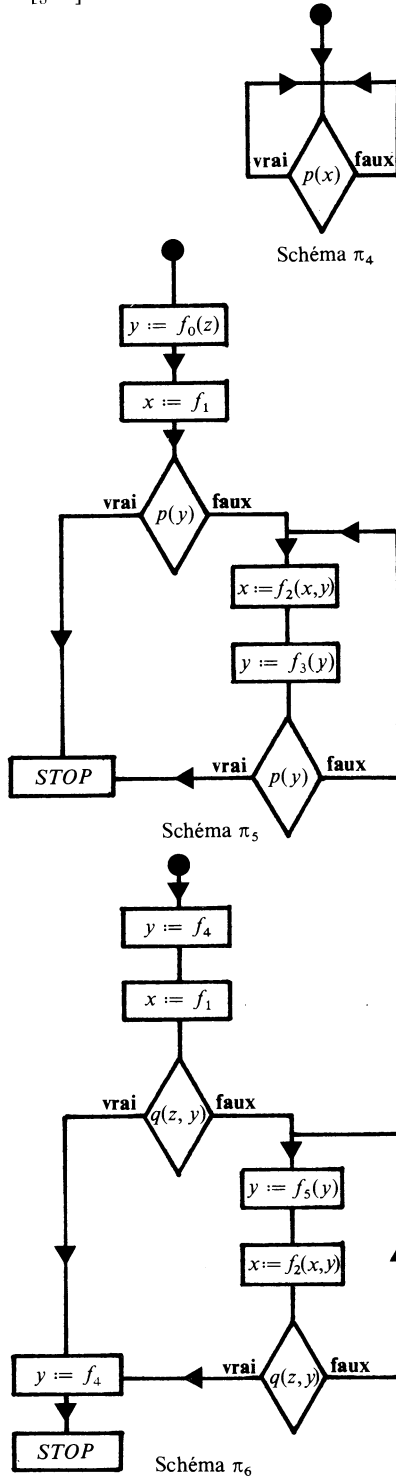 vrai p(x) faux
Schéma π₄
y := f₀(z)
x := f₁
vrai p(y) faux
x := f₂(x,y)
y := f₃(y)
STOP vrai p(y) faux
Schéma π₅
y := f₄
x := f₁
vrai q(z, y) faux
y := f₅(y)
x := f₂(x,y)
y := f₄ vrai q(z,y) faux
STOP
Schéma π₆